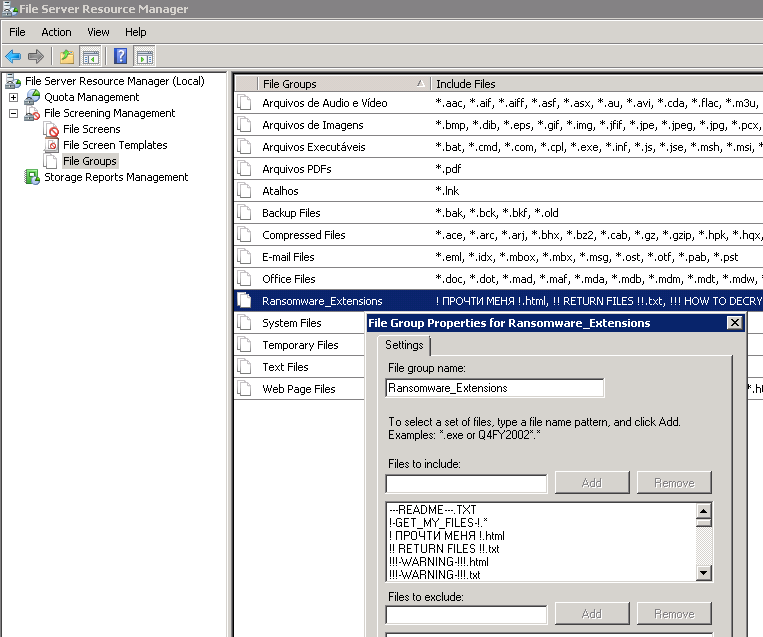 File Server Resource Manager
File Action View Help
File Server Resource Manager (Local)
Quota Management
File Screening Management
File Screens
File Screen Templates
File Groups
Storage Reports Management
File Groups Include Files
Arquivos de Audio e Vídeo *.aac, *.aif, *.aiff, *.asf, *.asx, *.au, *.avi, *.cda, *.flac, *.m3u,
Arquivos de Imagens *.bmp, *.dib, *.eps, *.gif, *.img, *.jfif, *.jpe, *.jpeg, *.jpg, *.pcx,
Arquivos Executáveis *.bat, *.cmd, *.com, *.cpl, *.exe, *.inf, *.js, *.jse, *.msh, *.msi,
Arquivos PDFs *.pdf
Atalhos *.lnk
Backup Files *.bak, *.bck, *.bkf, *.old
Compressed Files *.ace, *.arc, *.arj, *.bhx, *.bz2, *.cab, *.gz, *.gzip, *.hpk, *.hqx,
E-mail Files *.eml, *.idx, *.mbox, *.mbx, *.msg, *.ost, *.otf, *.pab, *.pst
Office Files *.doc, *.dot, *.mad, *.maf, *.mda, *.mdb, *.mdm, *.mdt, *.mdw,
Ransomware_Extensions ! ПРОЧТИ МЕНЯ !.html, !! RETURN FILES !!.txt, !!! HOW TO DECRY
System Files
Temporary Files
Text Files
Web Page Files
File Group Properties for Ransomware_Extensions
Settings
File group name:
Ransomware_Extensions
To select a set of files, type a file name pattern, and click Add.
Examples: *.exe or Q4FY2002*.*
Files to include:
Add Remove
---README---.TXT
!-GET_MY_FILES-!.*
! ПРОЧТИ МЕНЯ !.html
!! RETURN FILES !!.txt
!!!-WARNING-!!!.html
!!!-WARNING-!!!.txt
Files to exclude:
Add Remove